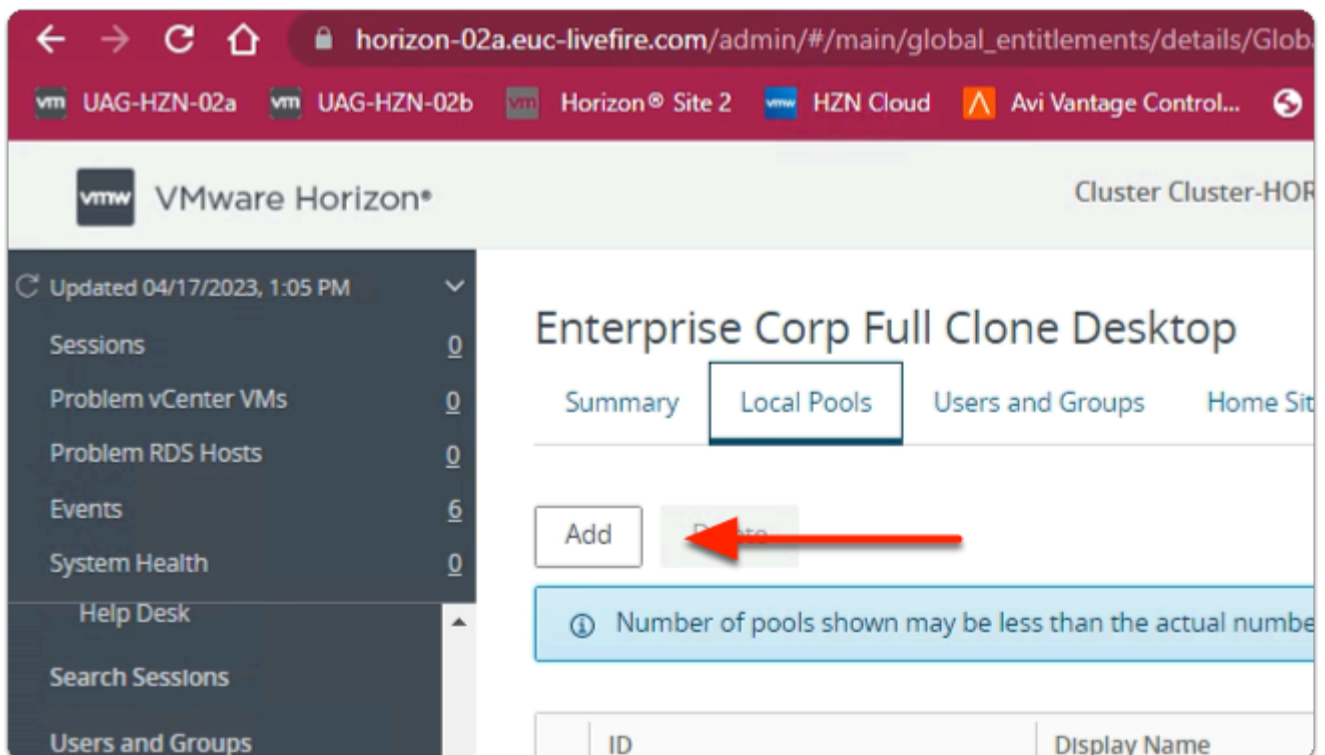 horizon-02a.euc-livefire.com/admin/#/main/global_entitlements/details/Glob
vm UAG-HZN-02a vm UAG-HZN-02b vm Horizon® Site 2 vmw HZN Cloud Avi Vantage Control...
vmw VMware Horizon®
Cluster Cluster-HOR
Updated 04/17/2023, 1:05 PM
Sessions 0
Problem vCenter VMs 0
Problem RDS Hosts 0
Events 6
System Health 0
Help Desk
Search Sessions
Users and Groups
Enterprise Corp Full Clone Desktop
Summary Local Pools Users and Groups Home Sit
Add
Number of pools shown may be less than the actual numbe
ID Display Name